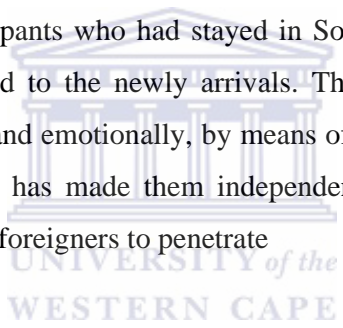 pants who had stayed in So
d to the newly arrivals. Th
and emotionally, by means of
has made them independen
foreigners to penetrate
UNIVERSITY of the
WESTERN CAPE